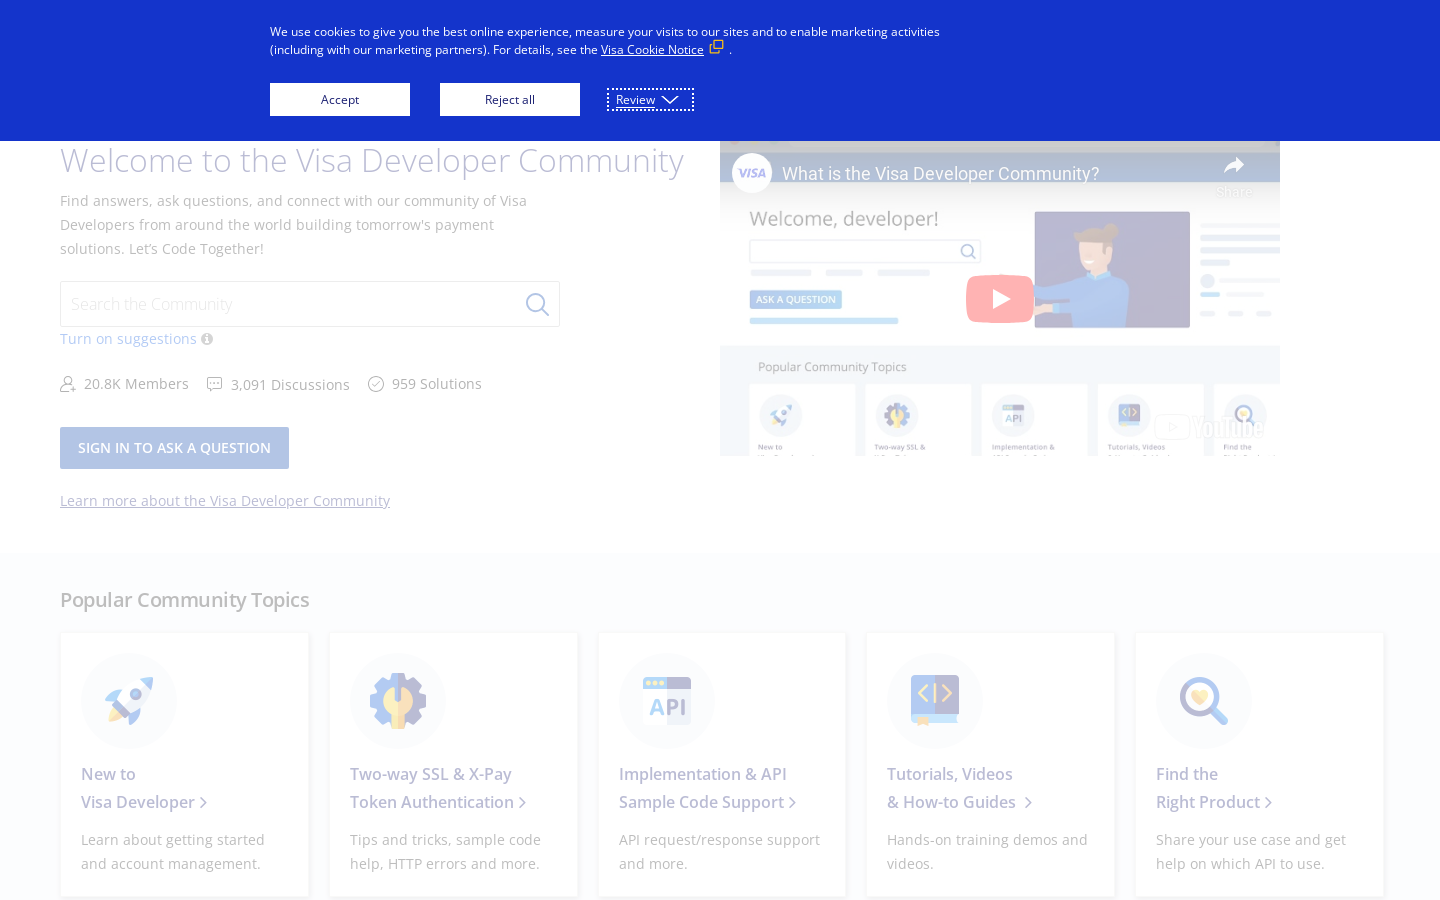 We use cookies to give you the best online experience, measure your visits to our sites and to enable marketing activities
(including with our marketing partners). For details, see the Visa Cookie Notice .
Accept
Reject all
Review
Welcome to the Visa Developer Community
Find answers, ask questions, and connect with our community of Visa
Developers from around the world building tomorrow's payment
solutions. Let's Code Together!
Search the Community
Turn on suggestions
20.8K Members
3,091 Discussions
959 Solutions
SIGN IN TO ASK A QUESTION
Learn more about the Visa Developer Community
VISA
What is the Visa Developer Community?
Share
Welcome, developer!
ASK A QUESTION
Popular Community Topics
API
YouTube
New to
Two-way SSL &
Implementation &
Tutorials, Videos
Find the
Popular Community Topics
New to
Visa Developer
Learn about getting started
and account management.
Two-way SSL & X-Pay
Token Authentication
Tips and tricks, sample code
help, HTTP errors and more.
API
Implementation & API
Sample Code Support
API request/response support
and more.
Tutorials, Videos
& How-to Guides
Hands-on training demos and
videos.
Find the
Right Product
Share your use case and get
help on which API to use.